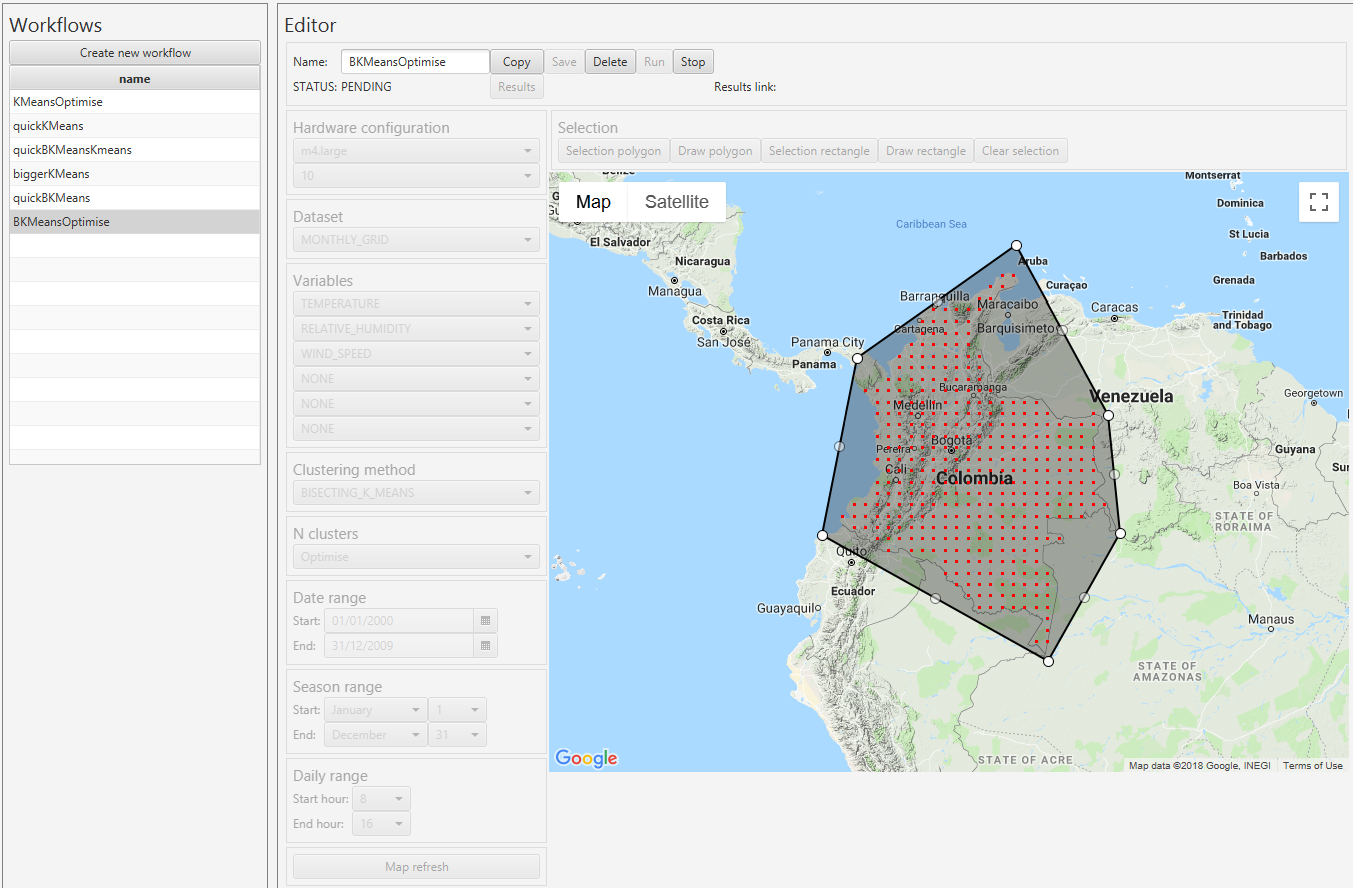 Workflows
Create new workflow
name
KMeansOptimise
quickKMeans
quickBKMeansKmeans
biggerKMeans
quickBKMeans
BKMeansOptimise
Editor
Name: BKMeansOptimise Copy Save Delete Run Stop
STATUS: PENDING Results Results link:
Hardware configuration
m4.large
10
Dataset
MONTHLY_GRID
Variables
TEMPERATURE
RELATIVE_HUMIDITY
WIND_SPEED
NONE
NONE
NONE
Clustering method
BISECTING_K_MEANS
N clusters
Optimise
Date range
Start: 01/01/2000
End: 31/12/2009
Season range
Start: January 1
End: December 31
Daily range
Start hour: 8
End hour: 16
Map refresh
Selection
Selection polygon Draw polygon Selection rectangle Draw rectangle Clear selection
Map Satellite
Montserrat
Dominica
Caribbean Sea
St Lucia
El Salvador
Barbados
Nicaragua
Aruba
Grenada
Managua
Curaçao
Barranquilla
Maracaibo
Caracas
Costa Rica
Cartagena
Barquisimeto
Trinidad
and Tobago
San José
Panama City
Panama
Bucaramanga
Georgetown
Medellín
Venezuela
Bogotá
Pereira
Guyana
Cali
Colombia
Boa Vista
STATE OF
RORAIMA
Quito
Ecuador
Guayaquil
Manaus
STATE OF
AMAZONAS
STATE OF ACRE
Google
Map data ©2018 Google, INEGI Terms of Use